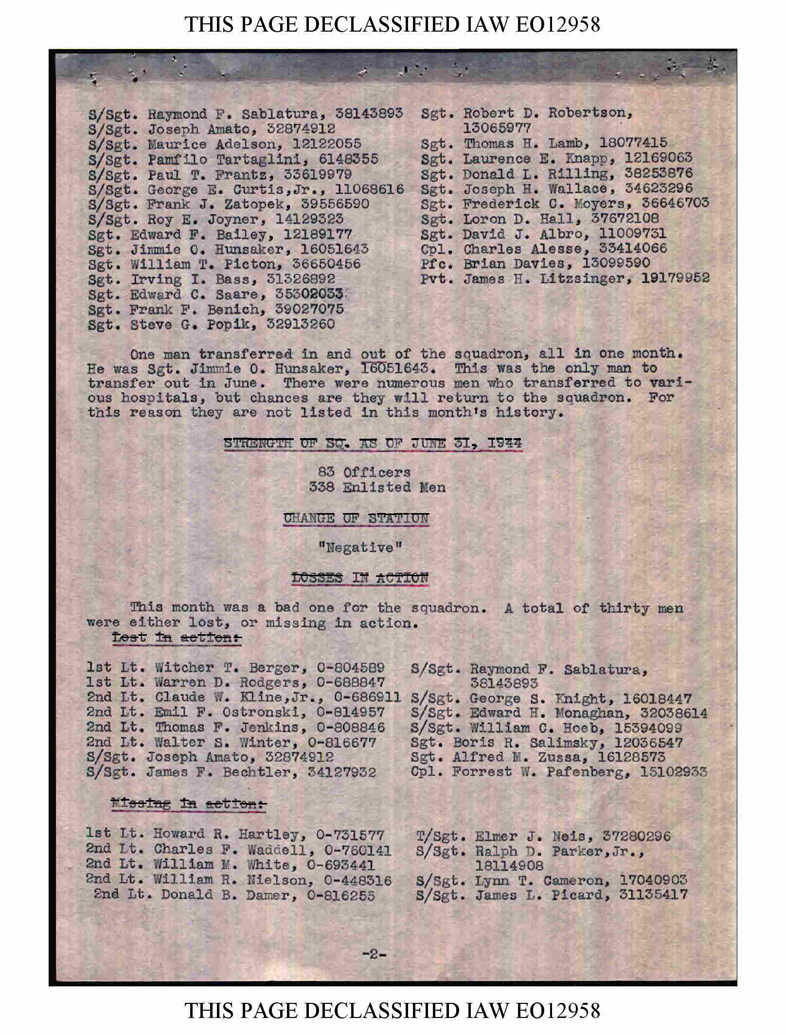 THIS PAGE DECLASSIFIED IAW EO12958
S/Sgt. Raymond F. Sablatura, 38143893
S/Sgt. Joseph Amato, 32874912
S/Sgt. Maurice Adelson, 12122055
S/Sgt. Pamfilo Tartaglini, 6148355
S/Sgt. Paul T. Frantz, 33619979
S/Sgt. George E. Curtis,Jr., 11068616
S/Sgt. Frank J. Zatopek, 39556590
S/Sgt. Roy E. Joyner, 14129323
Sgt. Edward F. Bailey, 12189177
Sgt. Jimmie O. Hunsaker, 16051643
Sgt. William T. Picton, 36650456
Sgt. Irving I. Bass, 31326892
Sgt. Edward C. Saare, 35302033
Sgt. Frank F. Benich, 39027075
Sgt. Steve G. Popik, 32913260
Sgt. Robert D. Robertson,
13065977
Sgt. Thomas H. Lamb, 18077415
Sgt. Laurence E. Knapp, 12169063
Sgt. Donald L. Rilling, 38253876
Sgt. Joseph H. Wallace, 34623296
Sgt. Frederick C. Moyers, 36646703
Sgt. Loron D. Hall, 37672108
Sgt. David J. Albro, 11009731
Cpl. Charles Alesse, 33414066
Pfc. Brian Davies, 13099590
Pvt. James H. Litzsinger, 19179952
One man transferred in and out of the squadron, all in one month.
He was Sgt. Jimmie O. Hunsaker, 16051643. This was the only man to
transfer out in June. There were numerous men who transferred to vari-
ous hospitals, but chances are they will return to the squadron. For
this reason they are not listed in this month's history.
STRENGTH OF SQ. AS OF JUNE 31, 1944
83 Officers
338 Enlisted Men
CHANGE OF STATION
"Negative"
LOSSES IN ACTION
This month was a bad one for the squadron. A total of thirty men
were either lost, or missing in action.
Lost in action:
1st Lt. Witcher T. Berger, 0-804589
1st Lt. Warren D. Rodgers, 0-688847
2nd Lt. Claude W. Kline,Jr., 0-686911
2nd Lt. Emil F. Ostronski, 0-814957
2nd Lt. Thomas F. Jenkins, 0-808846
2nd Lt. Walter S. Winter, 0-816677
S/Sgt. Joseph Amato, 32874912
S/Sgt. James F. Bechtler, 34127932
S/Sgt. Raymond F. Sablatura,
38143893
S/Sgt. George S. Knight, 16018447
S/Sgt. Edward H. Monaghan, 32038614
S/Sgt. William C. Hoeb, 15394099
Sgt. Boris R. Salimsky, 12036547
Sgt. Alfred M. Zussa, 16128573
Cpl. Forrest W. Pafenberg, 15102933
Missing in action:
1st Lt. Howard R. Hartley, 0-731577
2nd Lt. Charles F. Waddell, 0-760141
2nd Lt. William M. White, 0-693441
2nd Lt. William R. Nielson, 0-448316
2nd Lt. Donald B. Damer, 0-816255
T/Sgt. Elmer J. Neis, 37280296
S/Sgt. Ralph D. Parker,Jr.,
18114908
S/Sgt. Lynn T. Cameron, 17040903
S/Sgt. James L. Picard, 31135417
-2-
THIS PAGE DECLASSIFIED IAW EO12958